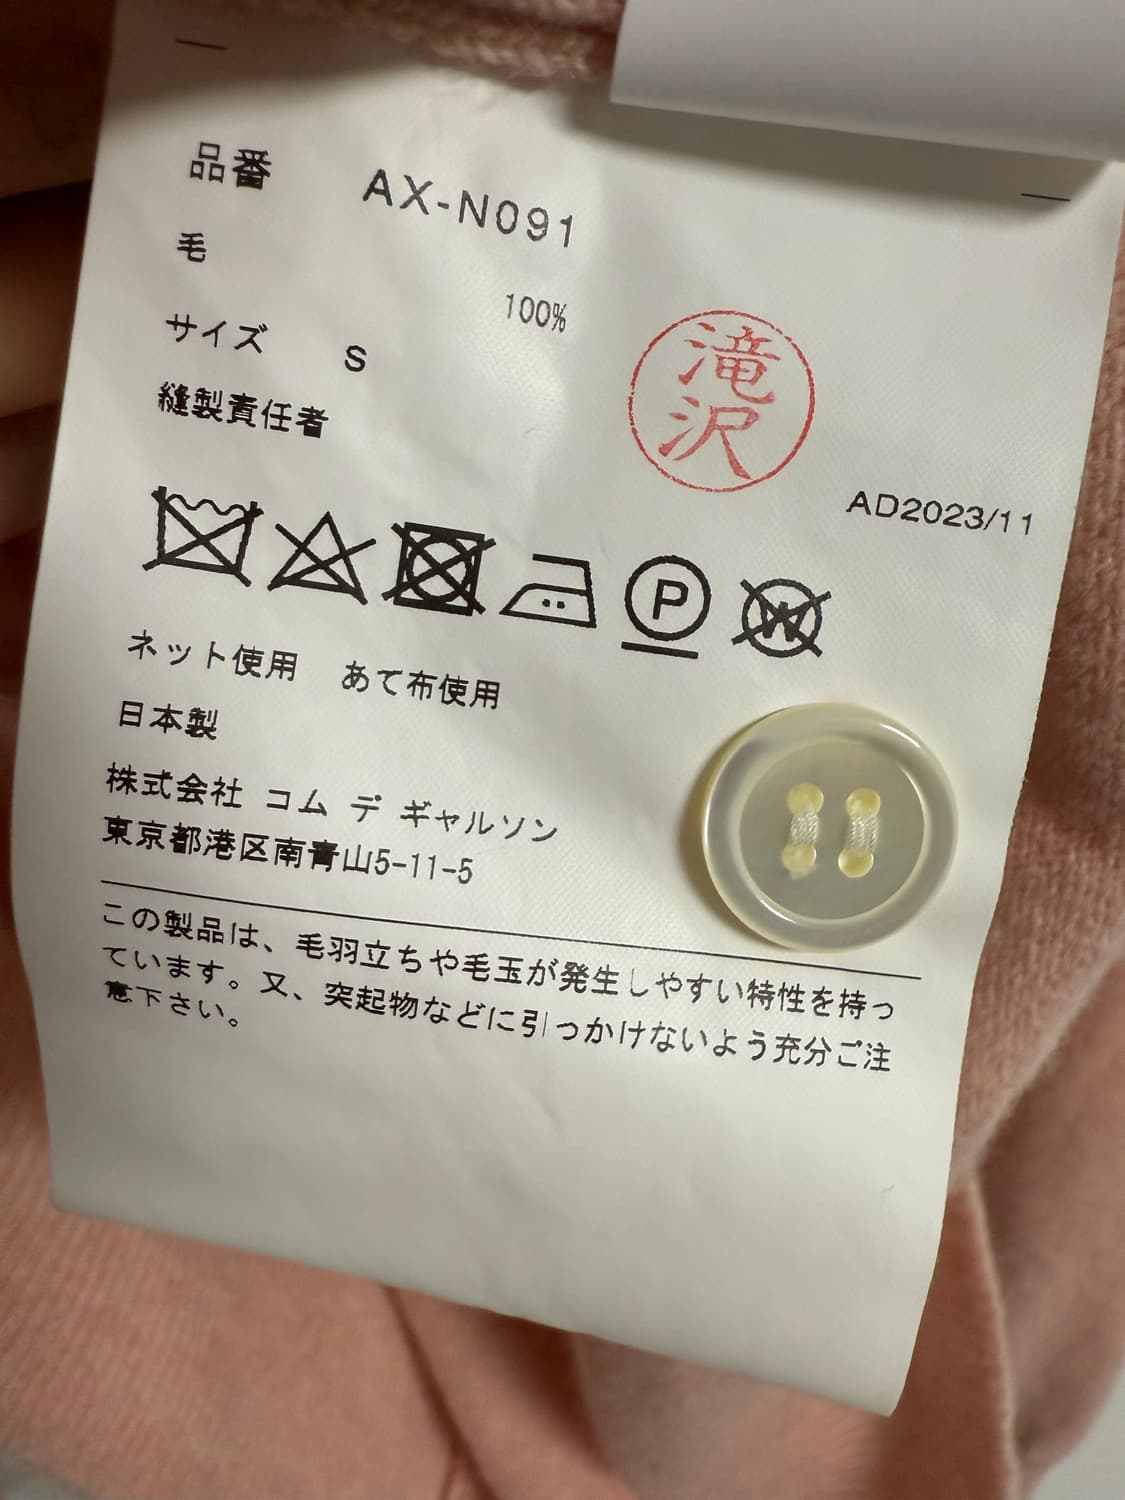 品番 AX-N091
毛 100%
サイズ S
縫製責任者
滝沢
AD2023/11
P W
ネット使用 あて布使用
日本製
株式会社 コム デ ギャルソン
東京都港区南青山5-11-5
この製品は、毛羽立ちや毛玉が発生しやすい特性を持っ
ています。又、突起物などに引っかけないよう充分ご注
意下さい。